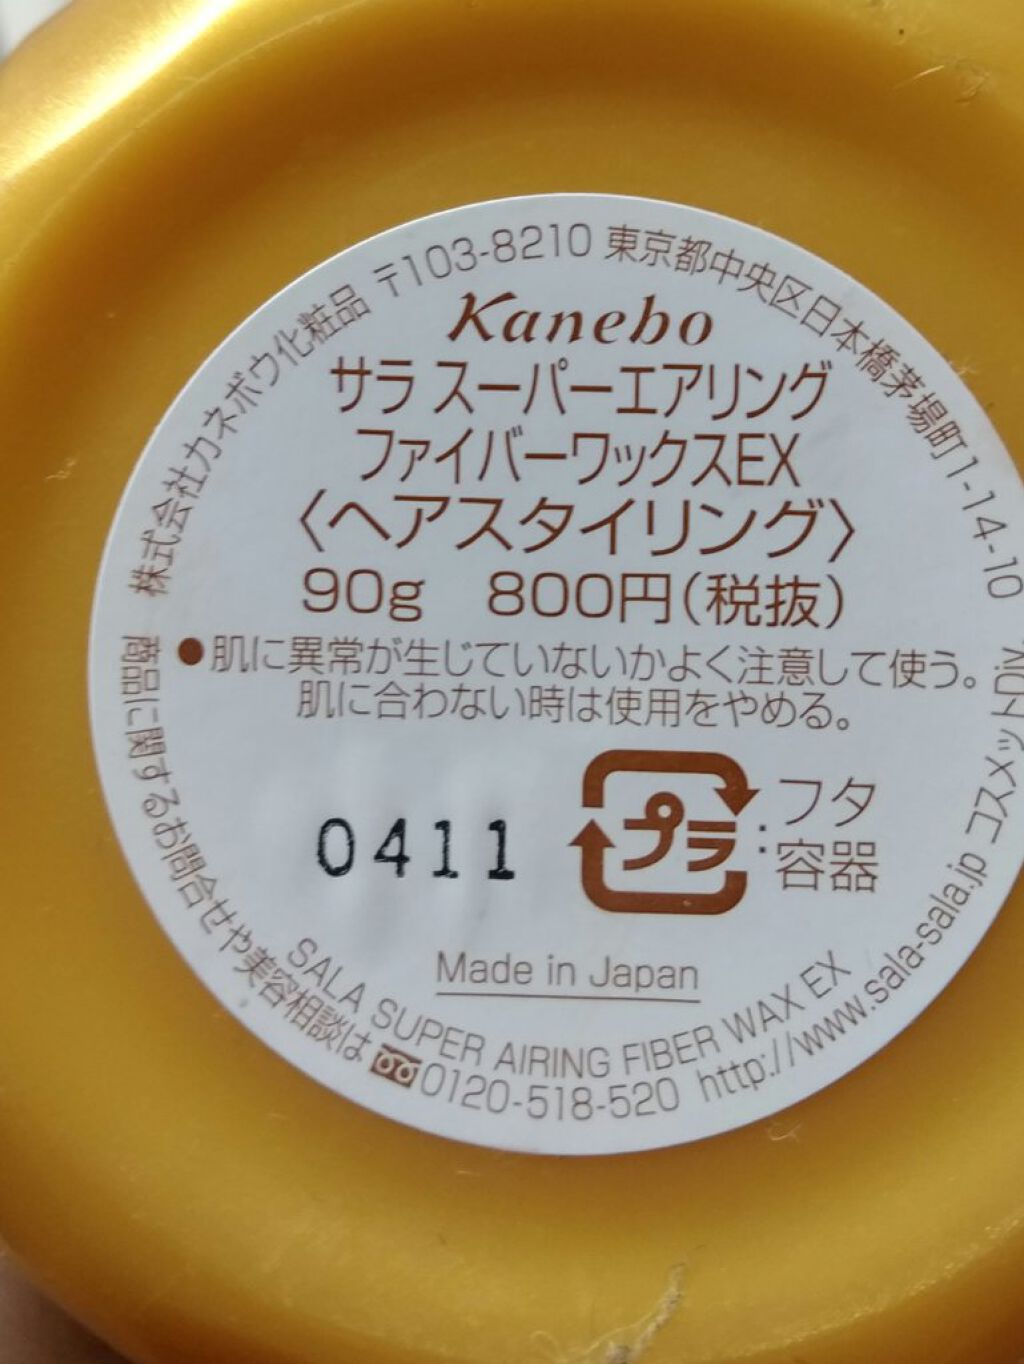 株式会社カネボウ化粧品 〒103-8210 東京都中央区日本橋茅場町1-14-10
Kanebo
サラ スーパーエアリング
ファイバーワックスEX
〈ヘアスタイリング〉
90g 800円(税抜)
●肌に異常が生じていないかよく注意して使う。
肌に合わない時は使用をやめる。
0411
プラ:フタ
容器
Made in Japan
SALA SUPER AIRING FIBER WAX EX
商品に関するお問合せや美容相談は 0120-518-520 http://www.sala-sala.jp コスメットDIV